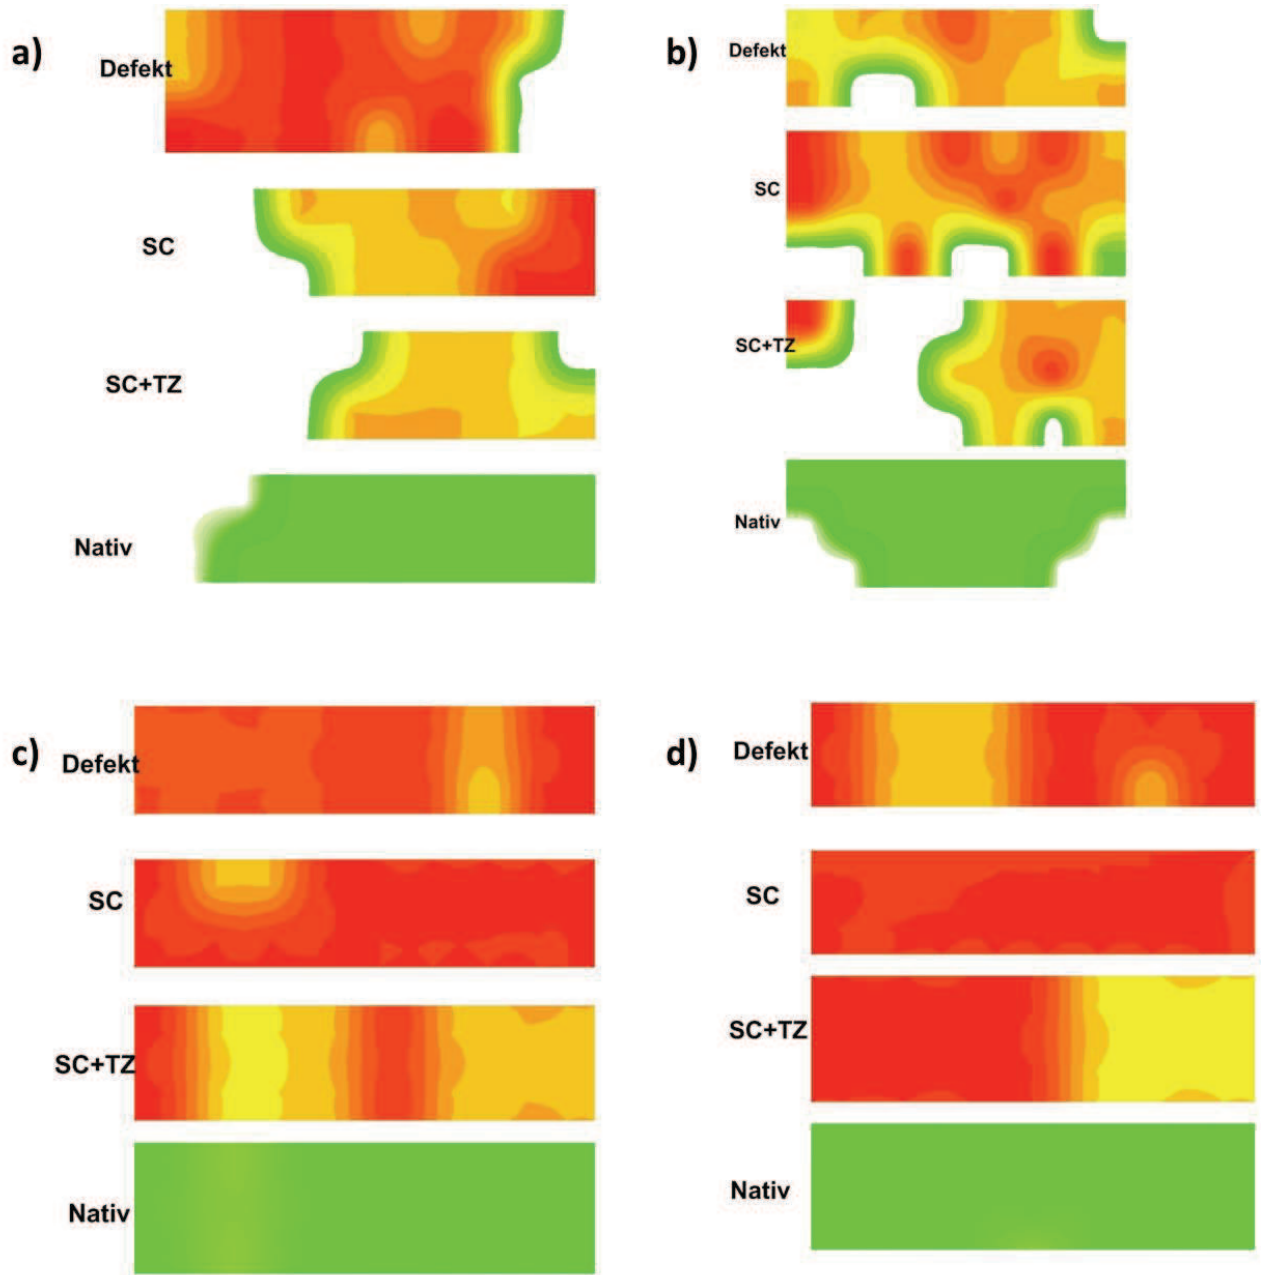 a)
Defekt
SC
SC+TZ
Nativ
b)
Defekt
SC
SC+TZ
Nativ
c)
Defekt
SC
SC+TZ
Nativ
d)
Defekt
SC
SC+TZ
Nativ